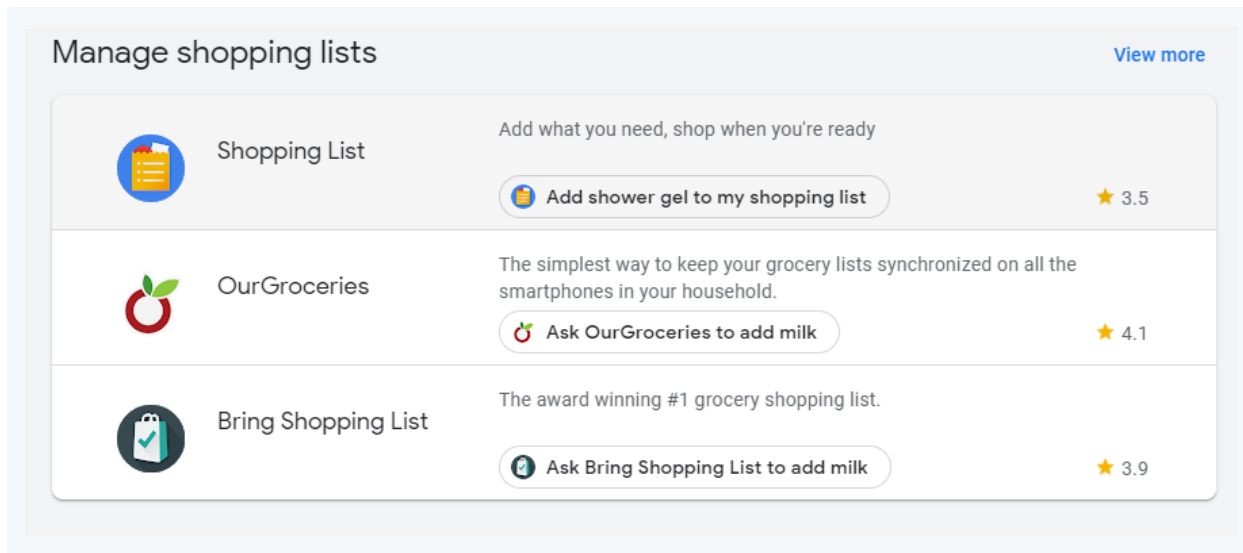 Manage shopping lists
View more
Shopping List
Add what you need, shop when you're ready
Add shower gel to my shopping list
3.5
OurGroceries
The simplest way to keep your grocery lists synchronized on all the
smartphones in your household.
Ask OurGroceries to add milk
4.1
Bring Shopping List
The award winning #1 grocery shopping list.
Ask Bring Shopping List to add milk
3.9